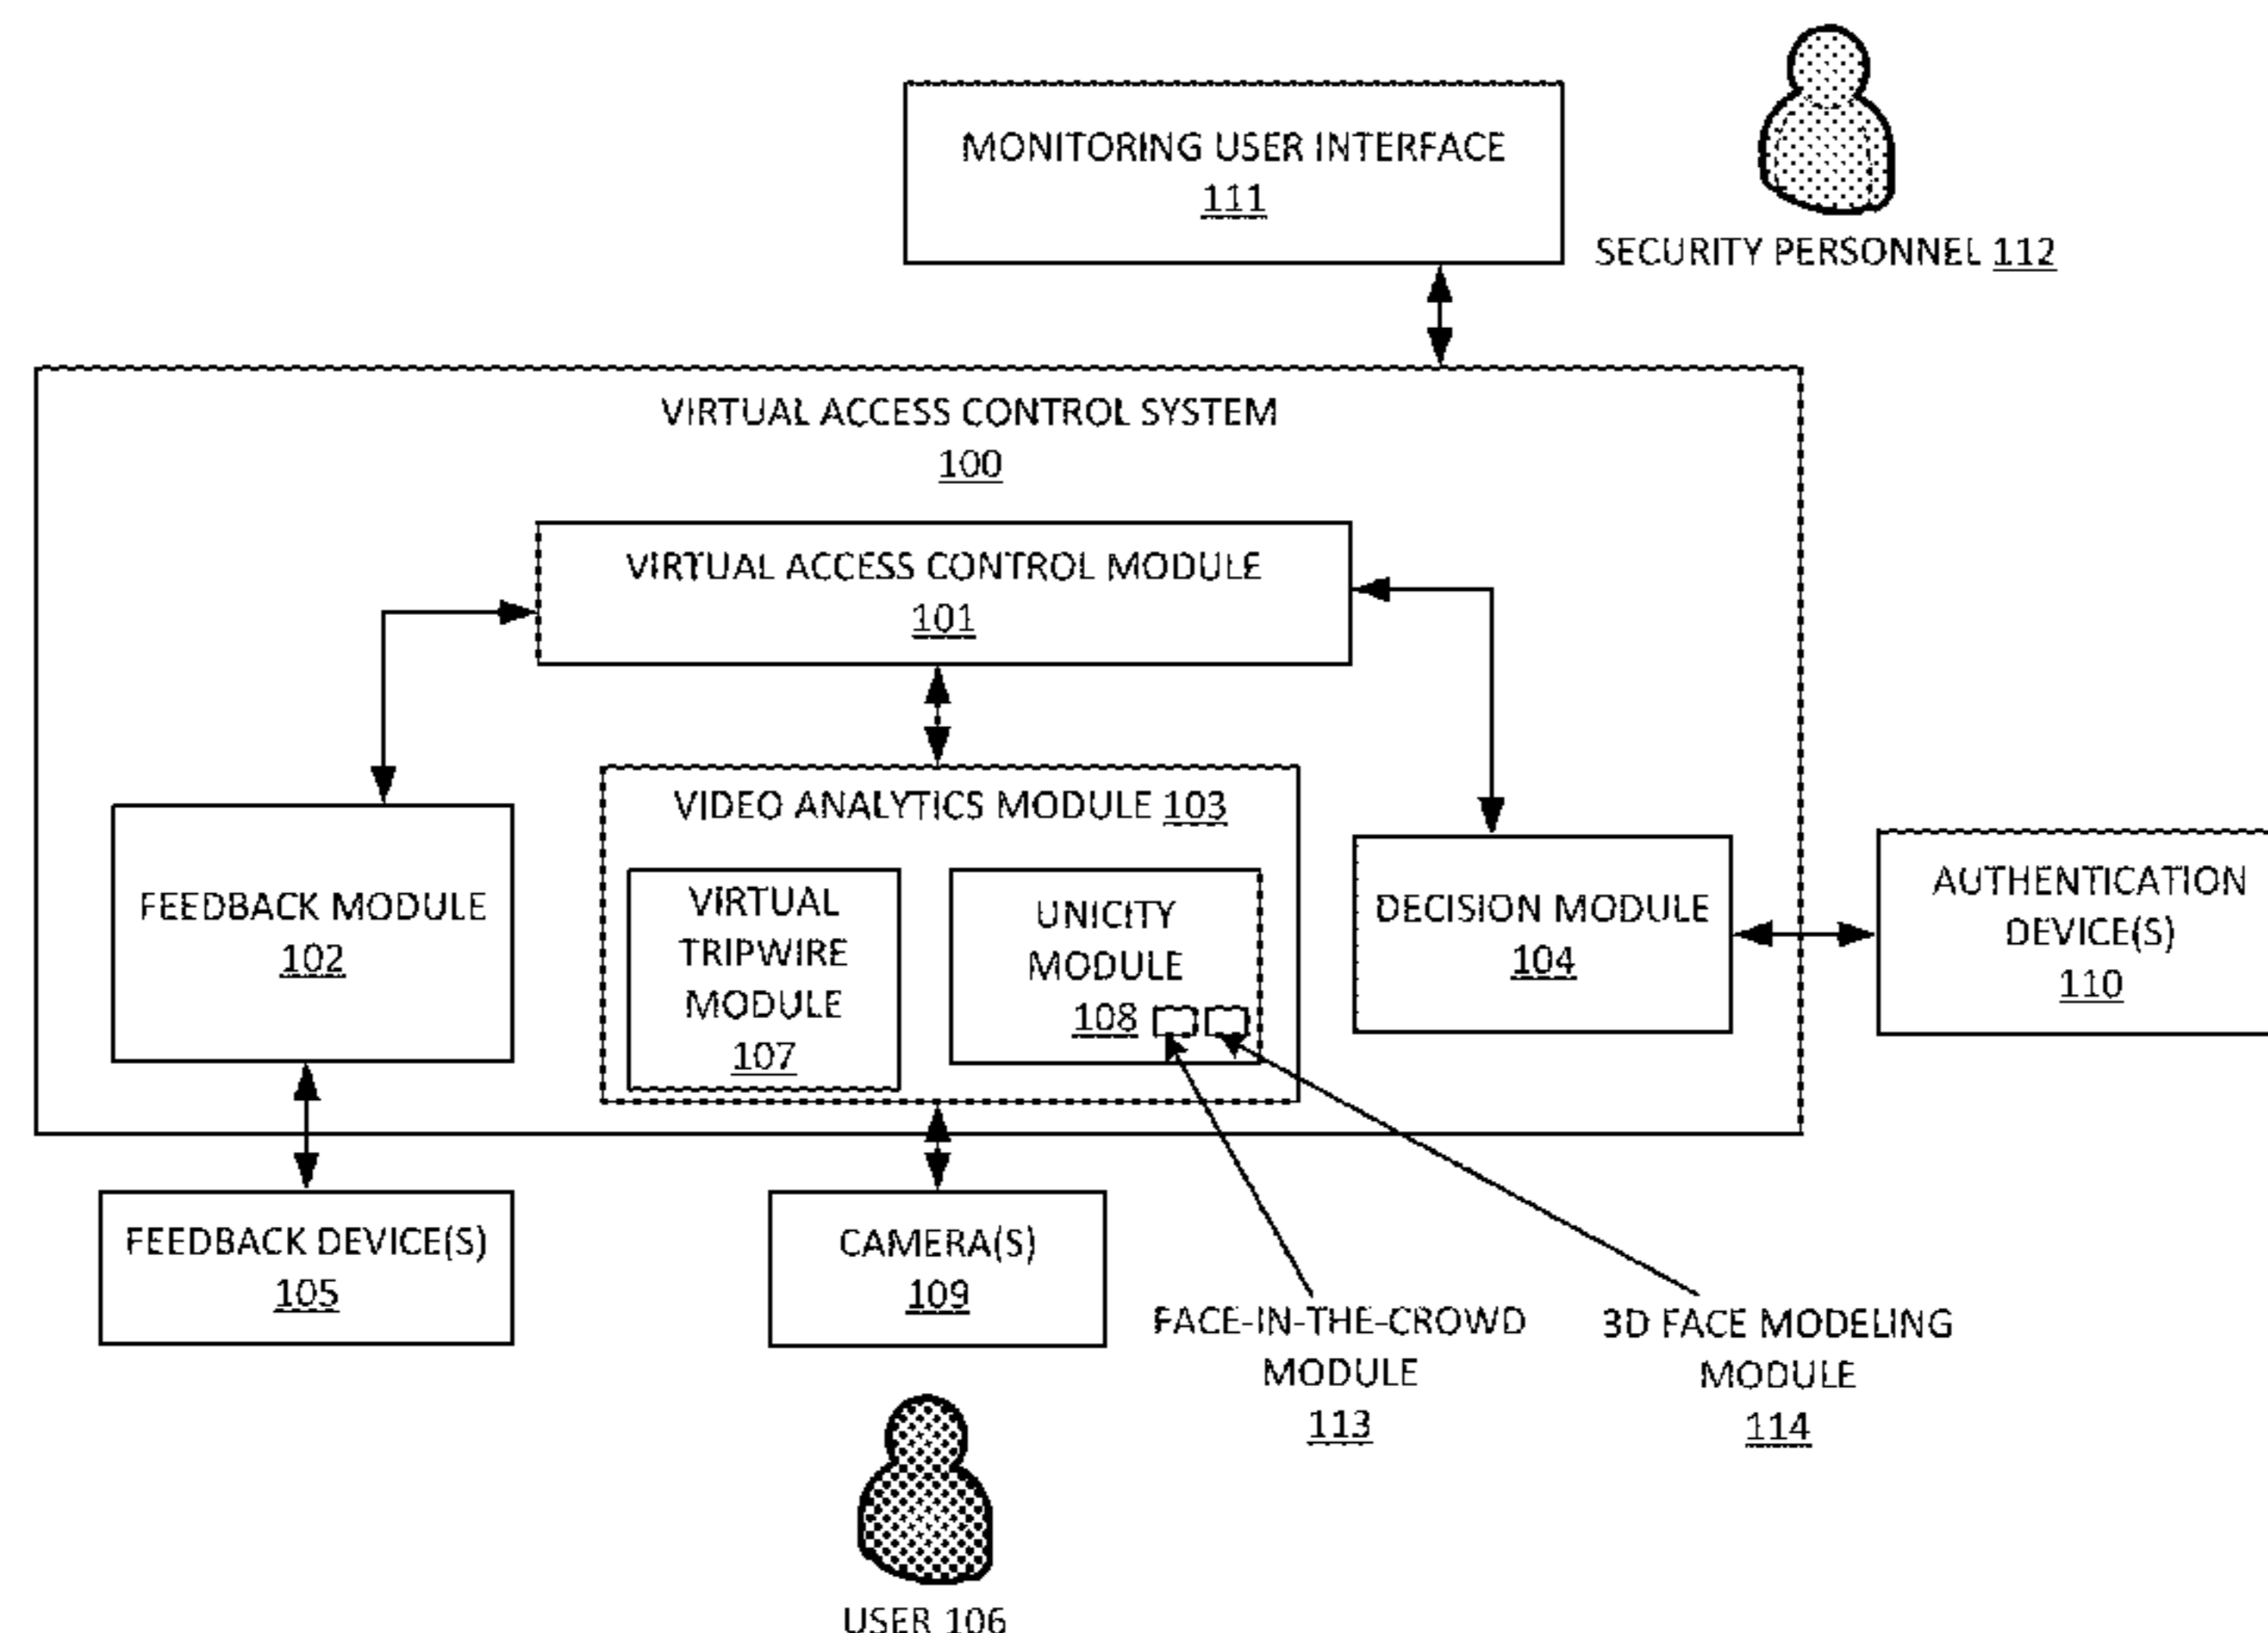 MONITORING USER INTERFACE
111
SECURITY PERSONNEL 112
VIRTUAL ACCESS CONTROL SYSTEM
100
VIRTUAL ACCESS CONTROL MODULE
101
VIDEO ANALYTICS MODULE 103
FEEDBACK MODULE
102
VIRTUAL
TRIPWIRE
MODULE
107
UNICITY
MODULE
108
DECISION MODULE
104
AUTHENTICATION
DEVICE(S)
110
FEEDBACK DEVICE(S)
105
CAMERA(S)
109
FACE-IN-THE-CROWD
MODULE
113
3D FACE MODELING
MODULE
114
USER 106